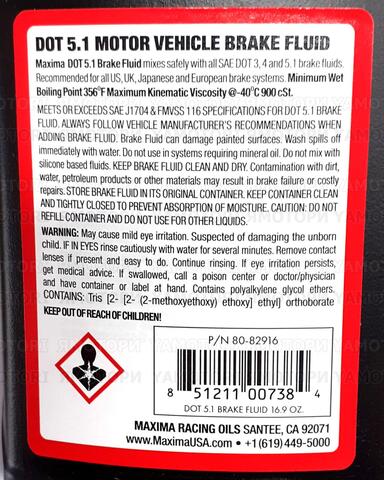 DOT 5.1 MOTOR VEHICLE BRAKE FLUID
Maxima DOT 5.1 Brake Fluid mixes safely with all SAE DOT 3, 4 and 5.1 brake fluids.
Recommended for all US, UK, Japanese and European brake systems. Minimum Wet
Boiling Point 356°F Maximum Kinematic Viscosity @-40°C 900 cSt.
MEETS OR EXCEEDS SAE J1704 & FMVSS 116 SPECIFICATIONS FOR DOT 5.1 BRAKE
FLUID. ALWAYS FOLLOW VEHICLE MANUFACTURER'S RECOMMENDATIONS WHEN
ADDING BRAKE FLUID. Brake Fluid can damage painted surfaces. Wash spills off
immediately with water. Do not use in systems requiring mineral oil. Do not mix with
silicone based fluids. KEEP BRAKE FLUID CLEAN AND DRY. Contamination with dirt,
water, petroleum products or other materials may result in brake failure or costly
repairs. STORE BRAKE FLUID IN ITS ORIGINAL CONTAINER. KEEP CONTAINER CLEAN
AND TIGHTLY CLOSED TO PREVENT ABSORPTION OF MOISTURE. CAUTION: DO NOT
REFILL CONTAINER AND DO NOT USE FOR OTHER LIQUIDS.
WARNING: May cause mild eye irritation. Suspected of damaging the unborn
child. IF IN EYES rinse cautiously with water for several minutes. Remove contact
lenses if present and easy to do. Continue rinsing. If eye irritation persists,
get medical advice. If swallowed, call a poison center or doctor/physician
and have container or label at hand. Contains polyalkylene glycol ethers.
CONTAINS: Tris [2- [2- (2-methoxyethoxy) ethoxy] ethyl) orthoborate
KEEP OUT OF REACH OF CHILDREN!
P/N 80-82916
8 51211 00738 4
DOT 5.1 BRAKE FLUID 16.9 OZ.
MAXIMA RACING OILS SANTEE, CA 92071
www.MaximaUSA.com • +1(619)449-5000
YAMOTORI ЯМОТОРИ